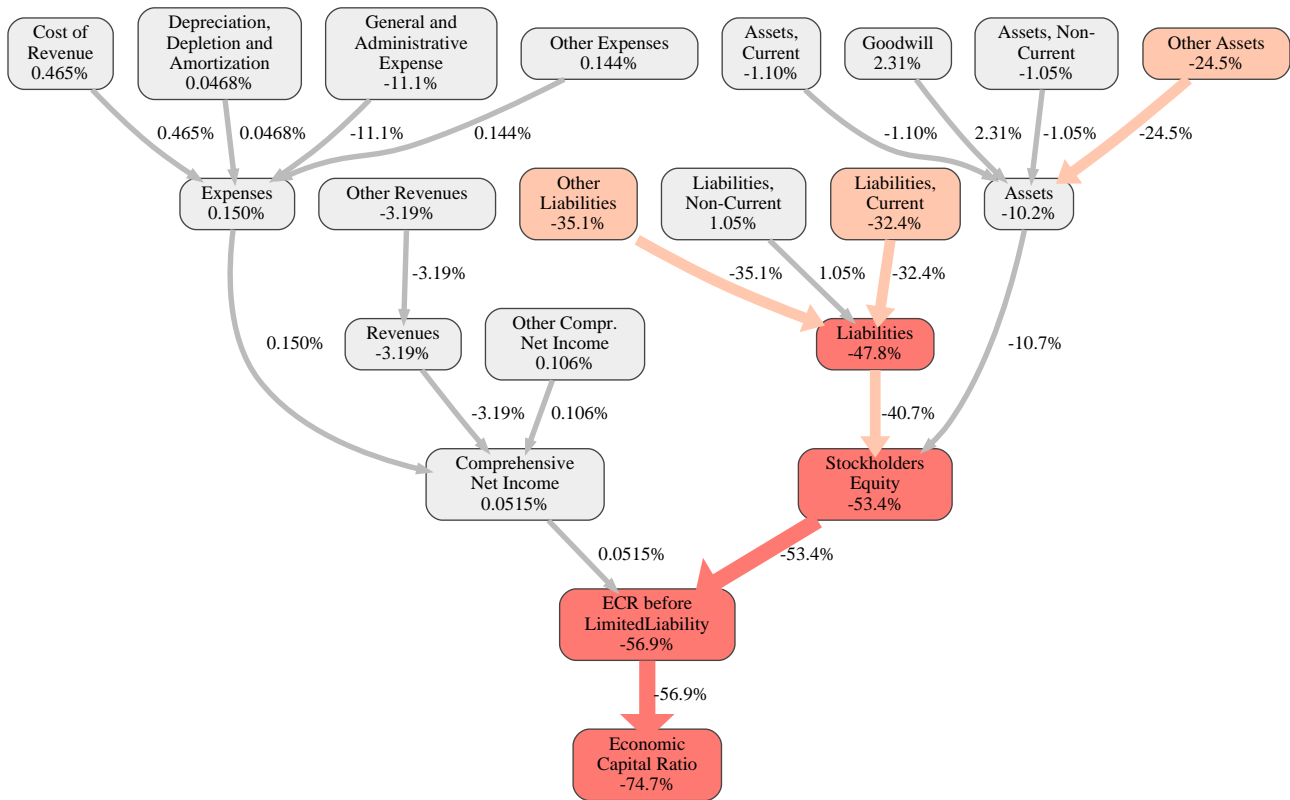 Cost of
Revenue
0.465%
Depreciation,
Depletion and
Amortization
0.0468%
General and
Administrative
Expense
-11.1%
Other Expenses
0.144%
Assets,
Current
-1.10%
Goodwill
2.31%
Assets, Non-
Current
-1.05%
Other Assets
-24.5%
0.465%
0.0468%
-11.1%
0.144%
-1.10%
2.31%
-1.05%
-24.5%
Expenses
0.150%
Other Revenues
-3.19%
Other
Liabilities
-35.1%
Liabilities,
Non-Current
1.05%
Liabilities,
Current
-32.4%
Assets
-10.2%
-3.19%
-35.1%
1.05%
-32.4%
0.150%
Revenues
-3.19%
Other Compr.
Net Income
0.106%
Liabilities
-47.8%
-10.7%
-3.19%
0.106%
-40.7%
Comprehensive
Net Income
0.0515%
Stockholders
Equity
-53.4%
0.0515%
-53.4%
ECR before
LimitedLiability
-56.9%
-56.9%
Economic
Capital Ratio
-74.7%